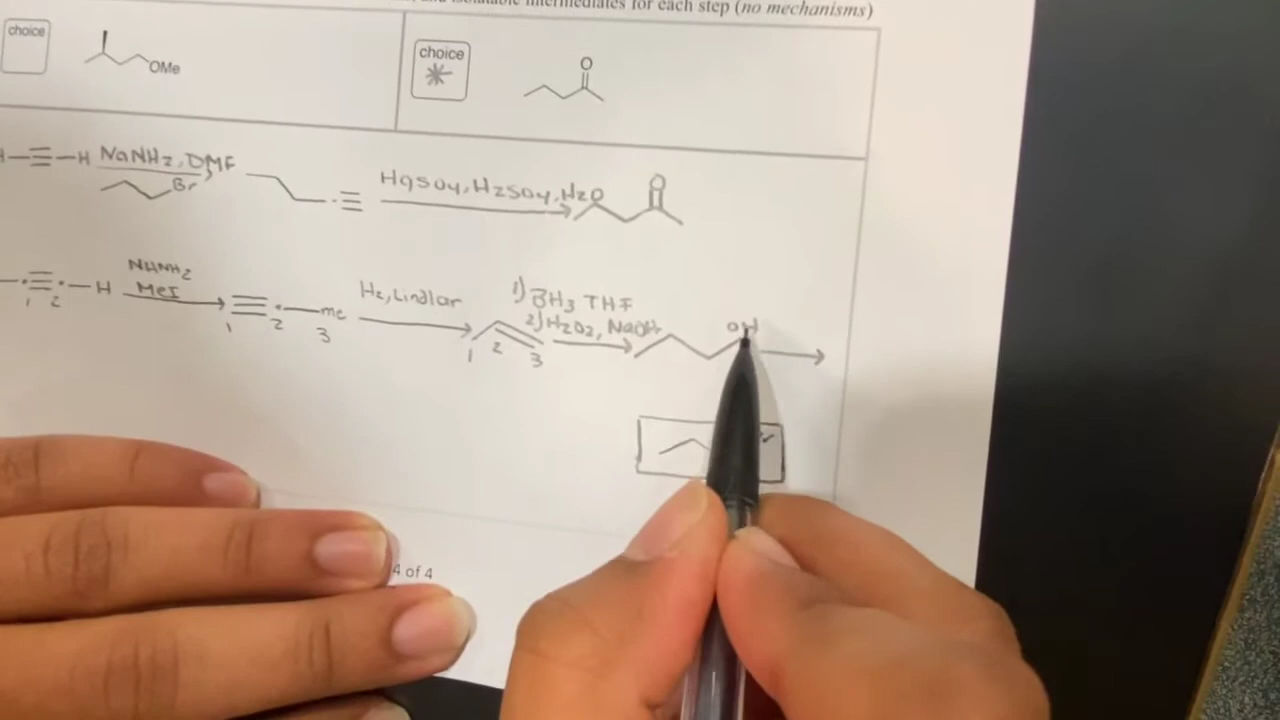 intermediates for each step (no mechanisms)
choice
OMe
choice
*
O
H NaNH2, DMF
Br
HgSO4, H2SO4, H2O
O
H NaNH2
MeI
1 2
me
1 2 3
H2, Lindlar
1 2 3
1) BH3 THF
2) H2O2, NaOH
OH
4 of 4